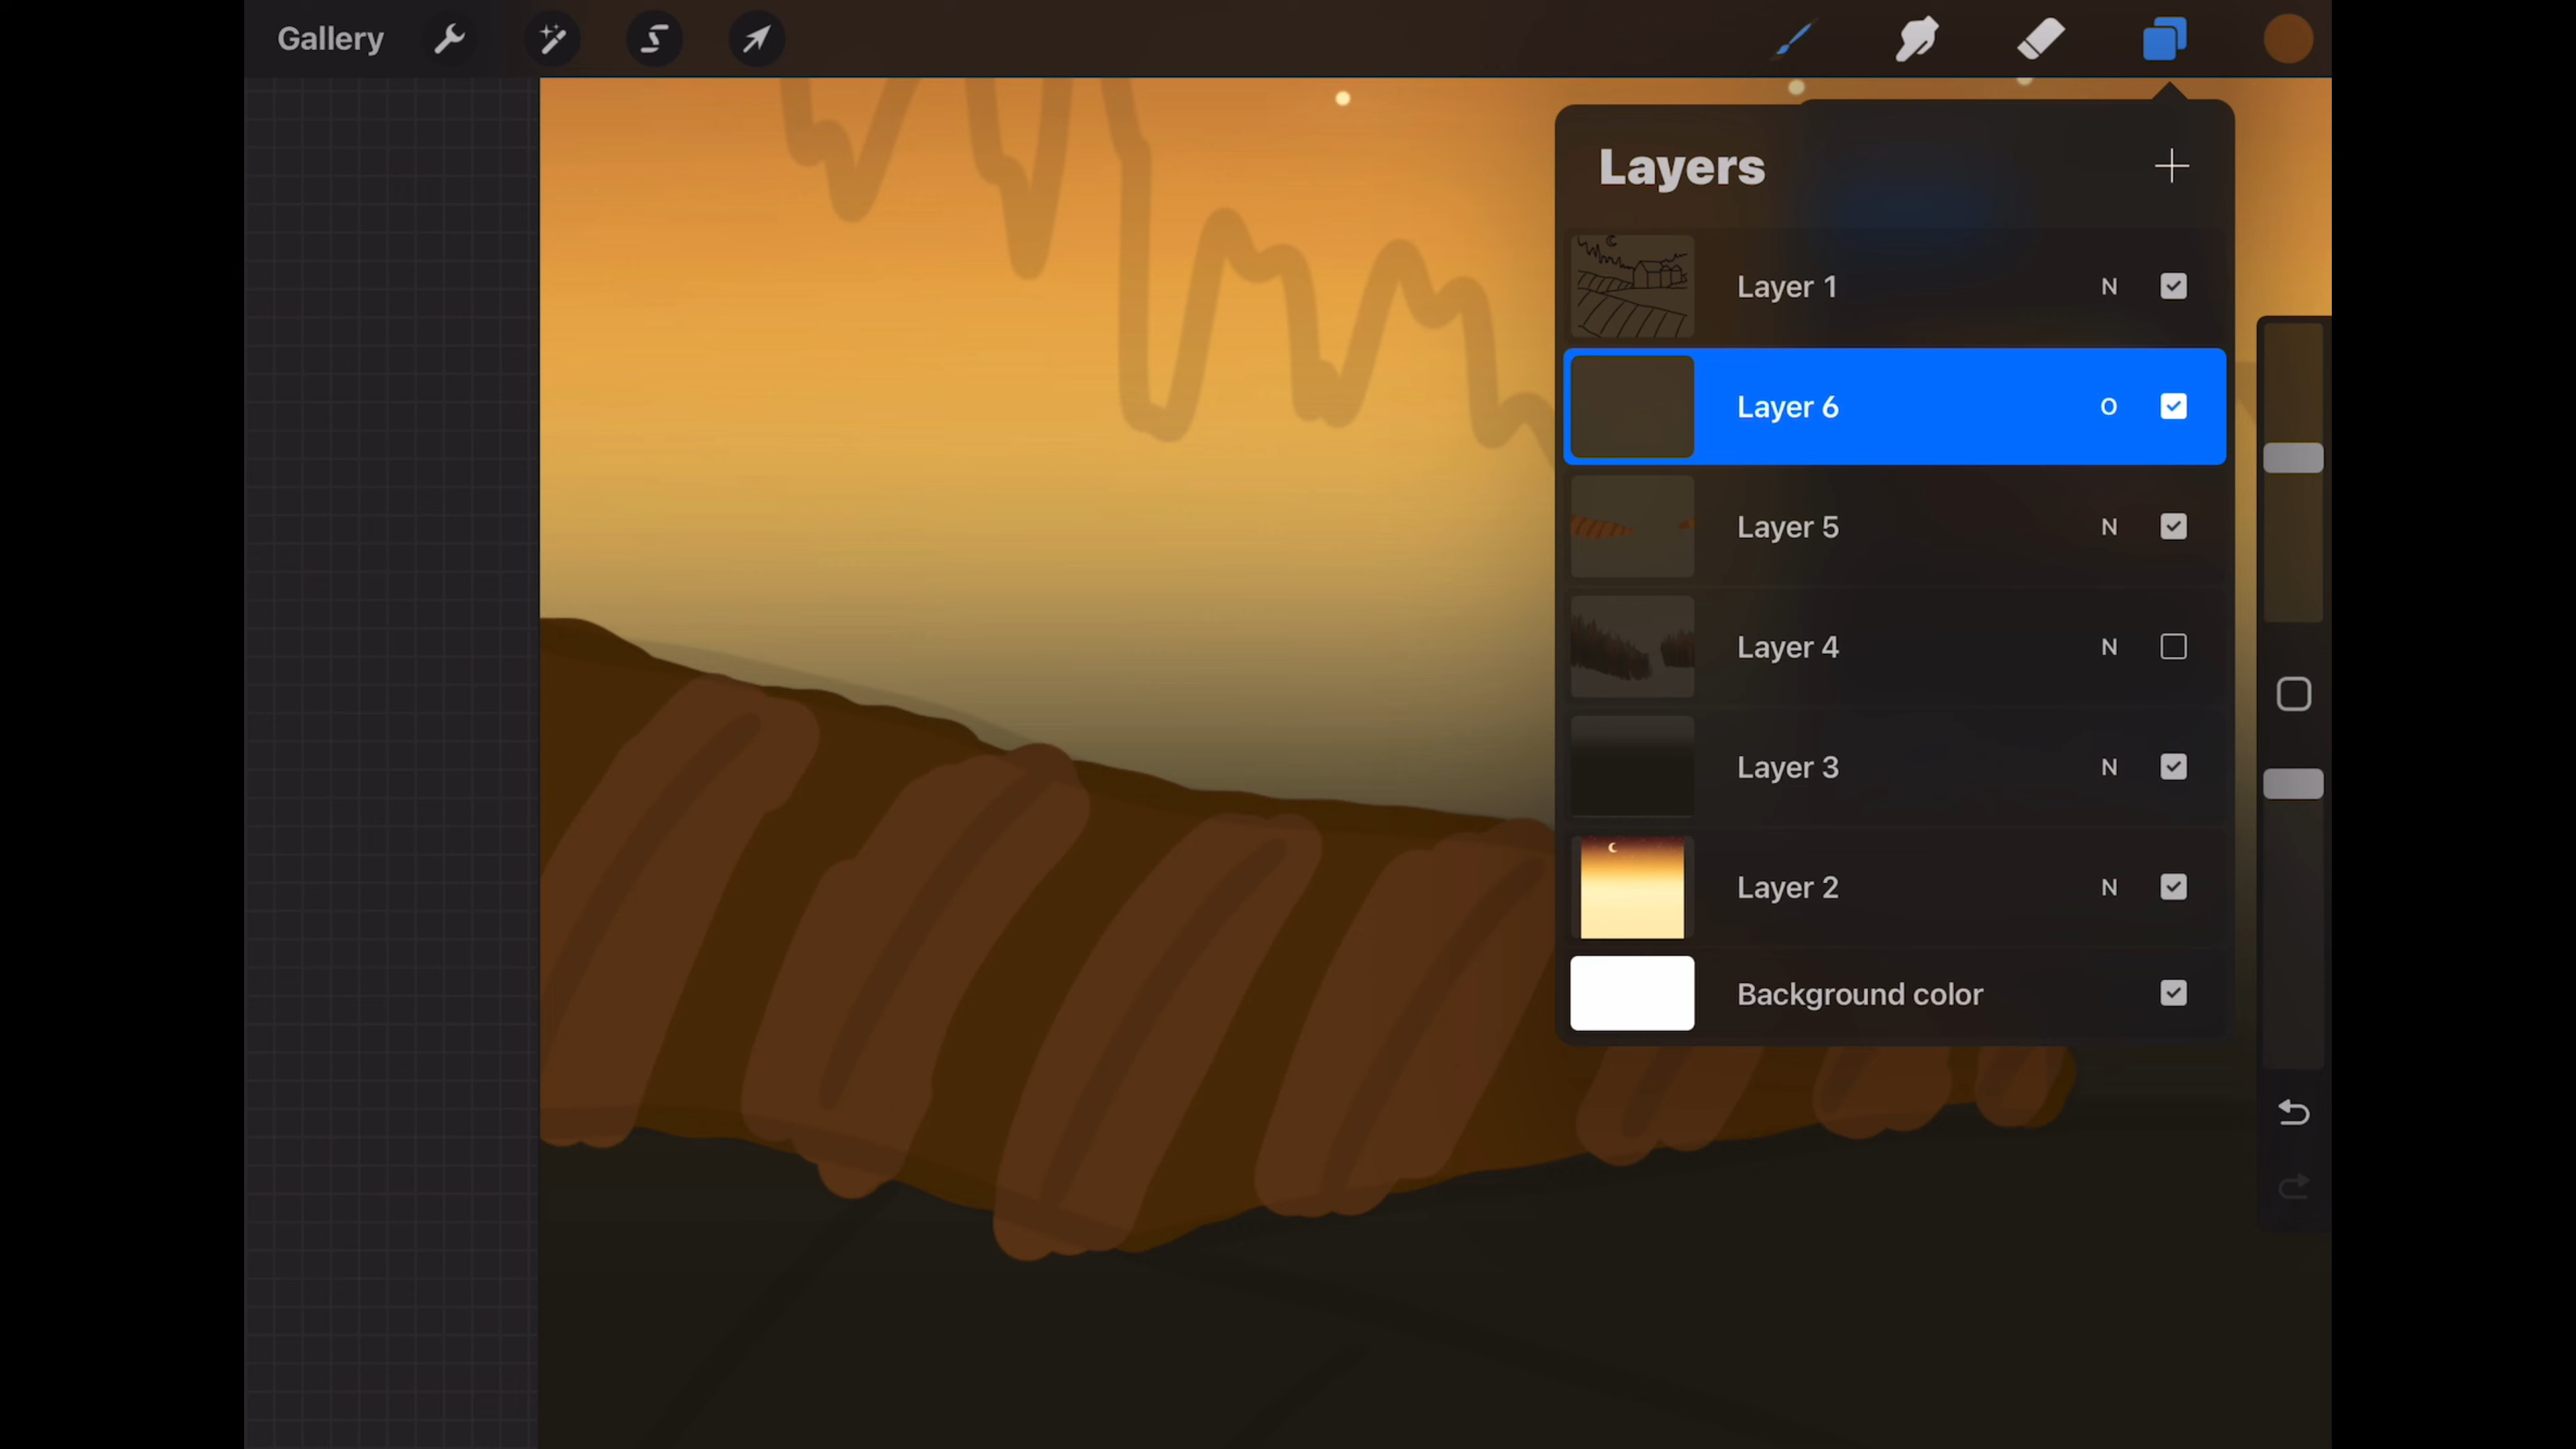 Gallery
Layers
Layer 1 N
Layer 6 O
Layer 5 N
Layer 4 N
Layer 3 N
Layer 2 N
Background color